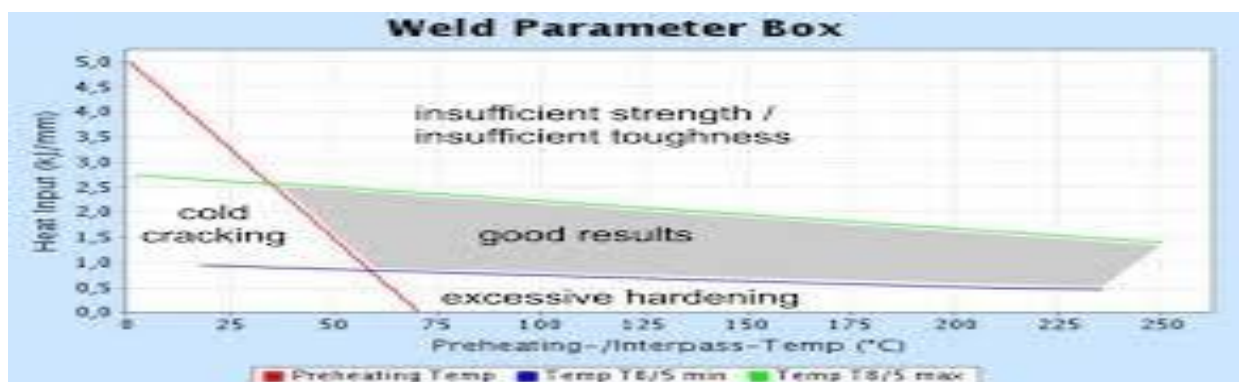 Weld Parameter Box
5,0
4,5
4,0
3,5
3,0
2,5
2,0
1,5
1,0
0,5
0,0
Heat Input (kJ/mm)
insufficient strength /
insufficient toughness
cold
cracking
good results
excessive hardening
0 25 50 75 100 125 150 175 200 225 250
Preheating-/Interpass-Temp (°C)
Preheating Temp Temp T8/5 min Temp T8/5 max